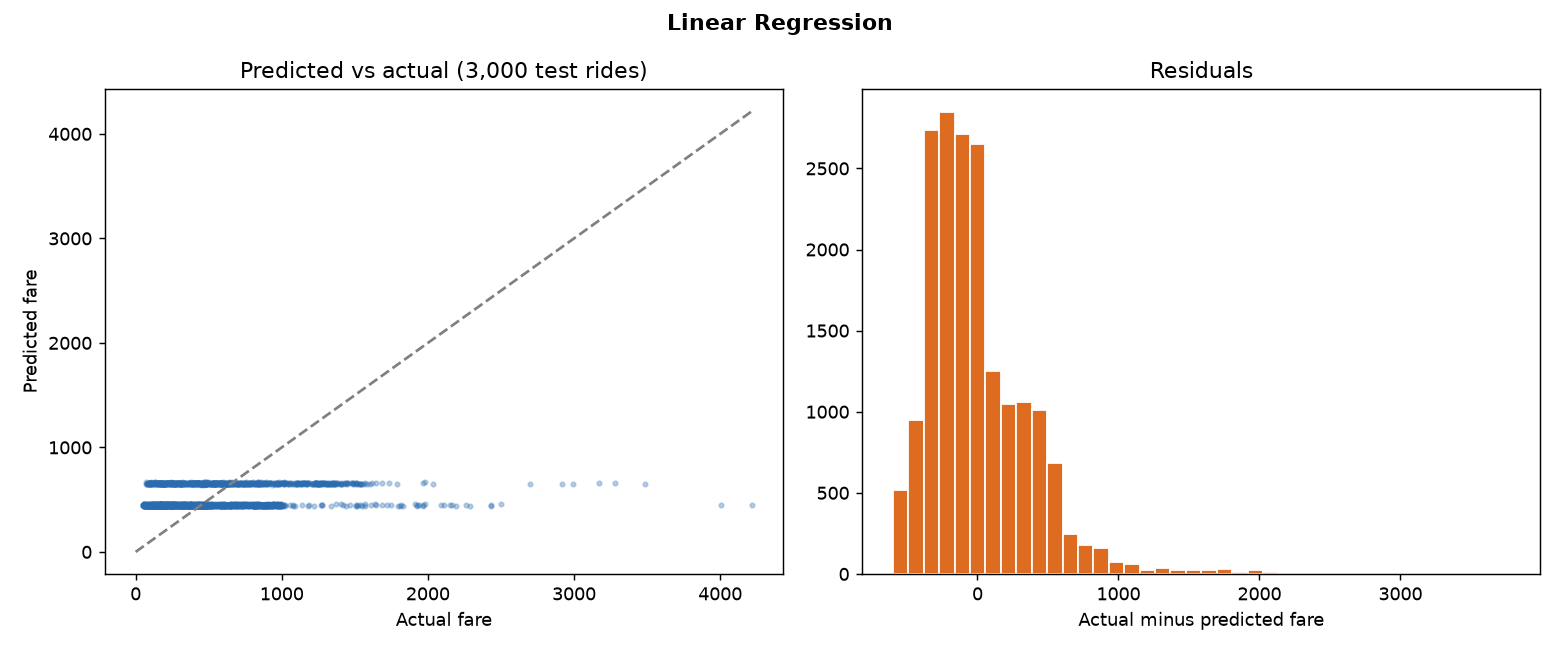 Linear Regression
Predicted vs actual (3,000 test rides)
4000
3000
2000
1000
0
Predicted fare
0 1000 2000 3000 4000
Actual fare
Residuals
2500
2000
1500
1000
500
0
0 1000 2000 3000
Actual minus predicted fare